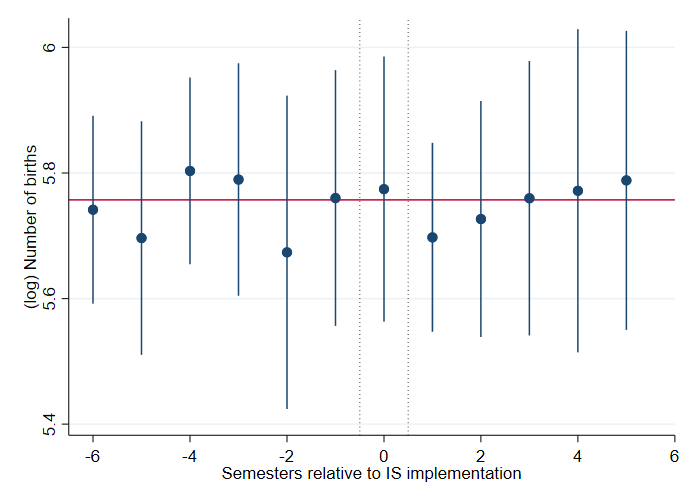 (log) Number of births
6
5.8
5.6
5.4
-6 -4 -2 0 2 4 6
Semesters relative to IS implementation